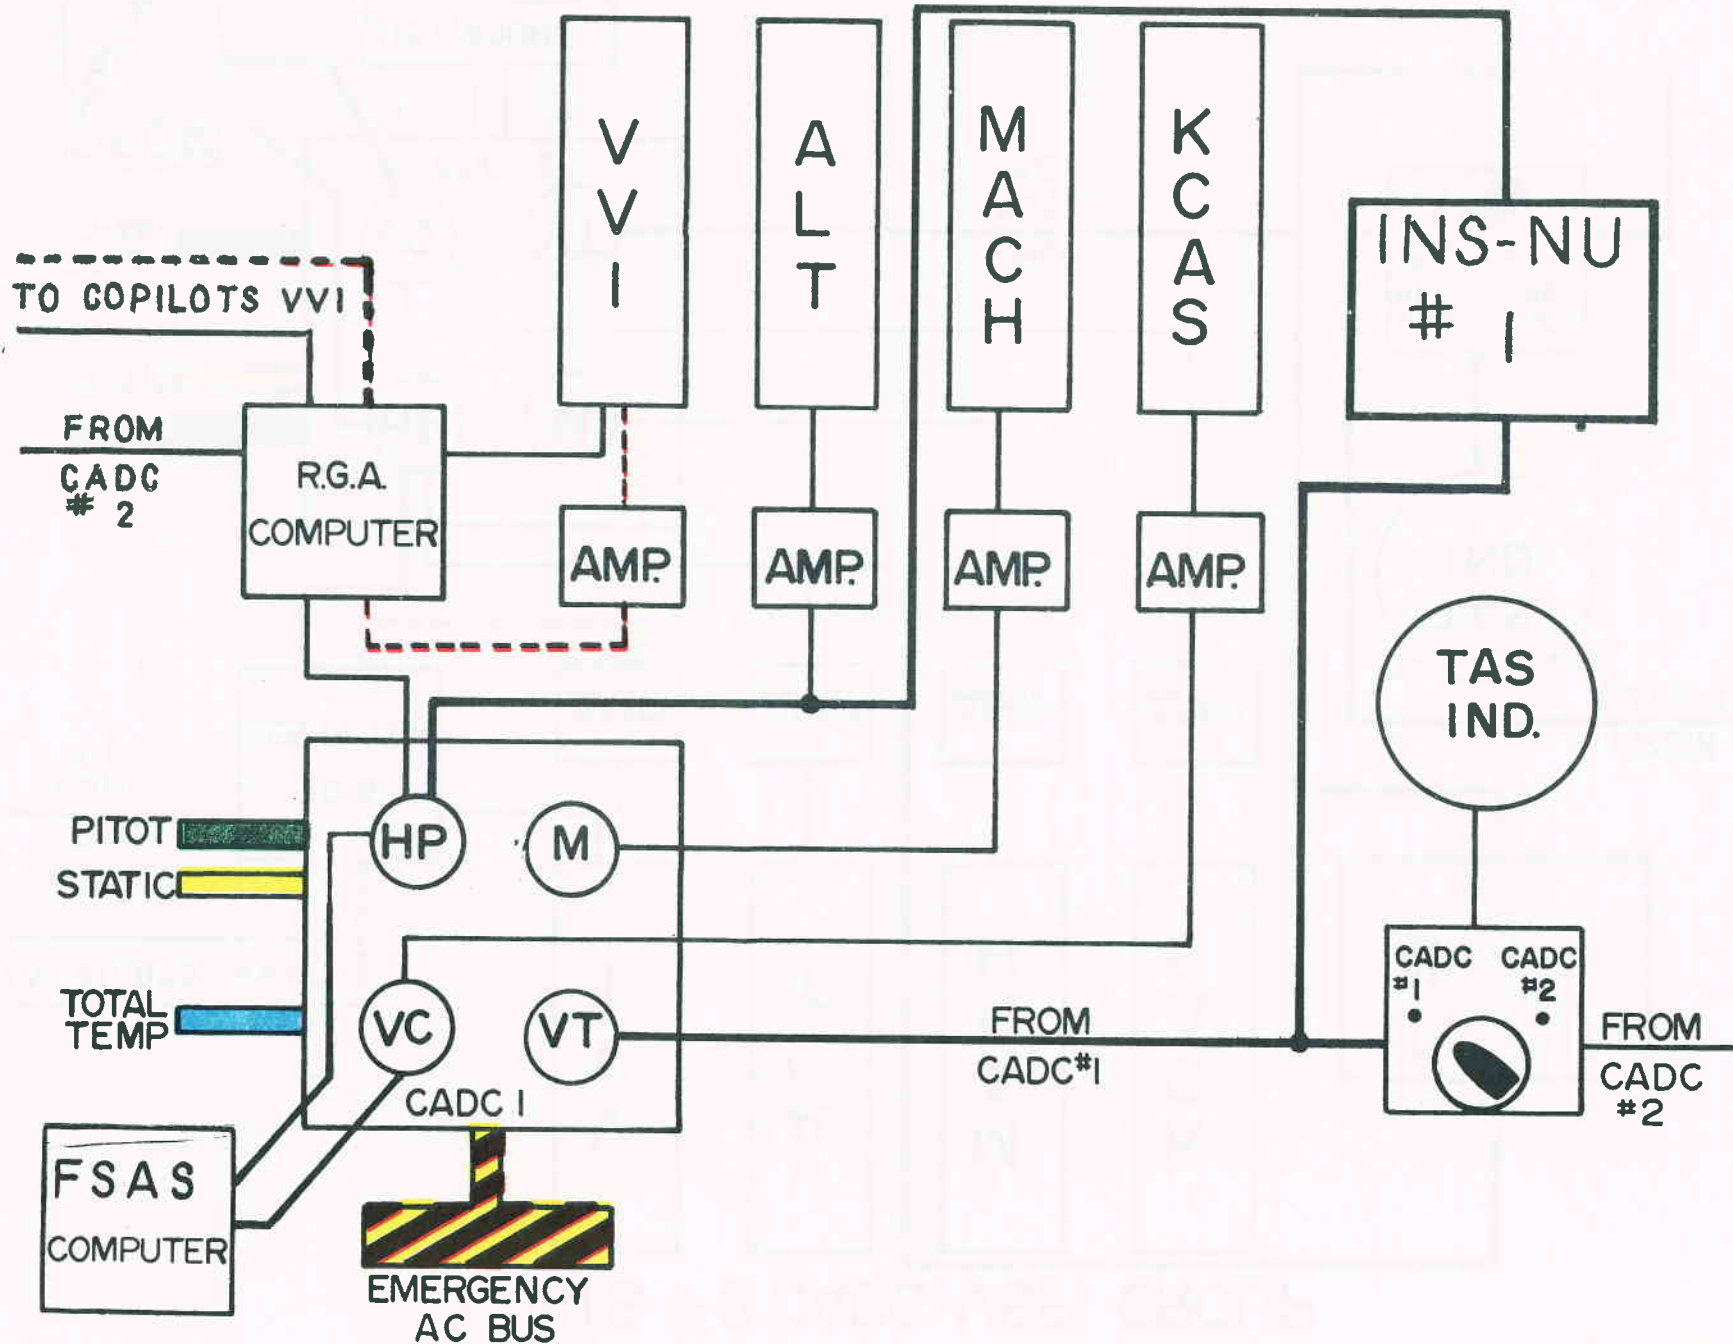 V
V
I
A
L
T
M
A
C
H
K
C
A
S
INS-NU
# 1
TO COPILOTS VVI
FROM
CADC
# 2
R.G.A.
COMPUTER
AMP.
AMP.
AMP.
AMP.
TAS
IND.
PITOT
STATIC
TOTAL
TEMP
HP
M
VC
VT
CADC 1
FROM
CADC#1
CADC
#1
CADC
#2
FROM
CADC
#2
FSAS
COMPUTER
EMERGENCY
AC BUS